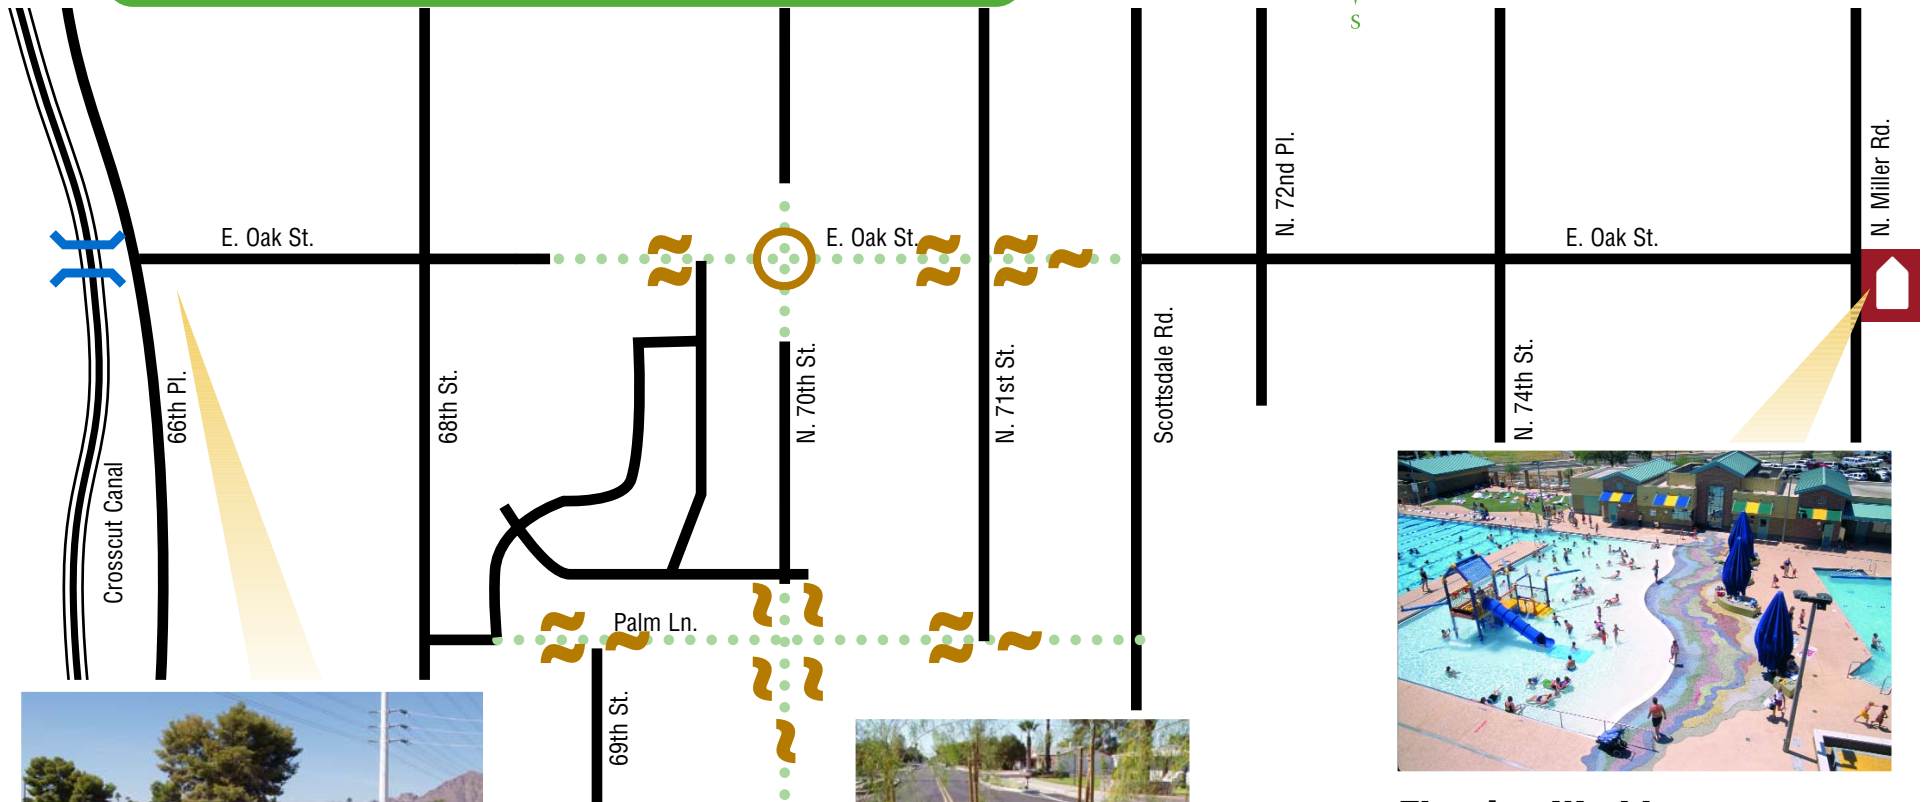 S
E. Oak St.
E. Oak St.
E. Oak St.
N. 72nd Pl.
N. Miller Rd.
66th Pl.
68th St.
N. 70th St.
N. 71st St.
Scottsdale Rd.
N. 74th St.
Crosscut Canal
Palm Ln.
69th St.